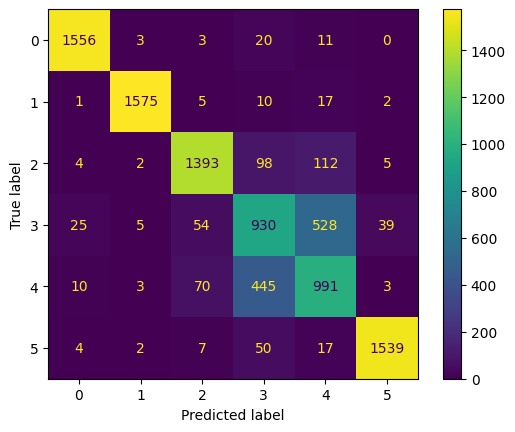 0 1556 3 3 20 11 0
1 1 1575 5 10 17 2
2 4 2 1393 98 112 5
3 25 5 54 930 528 39
4 10 3 70 445 991 3
5 4 2 7 50 17 1539
0 1 2 3 4 5
Predicted label
True label
1400
1200
1000
800
600
400
200
0